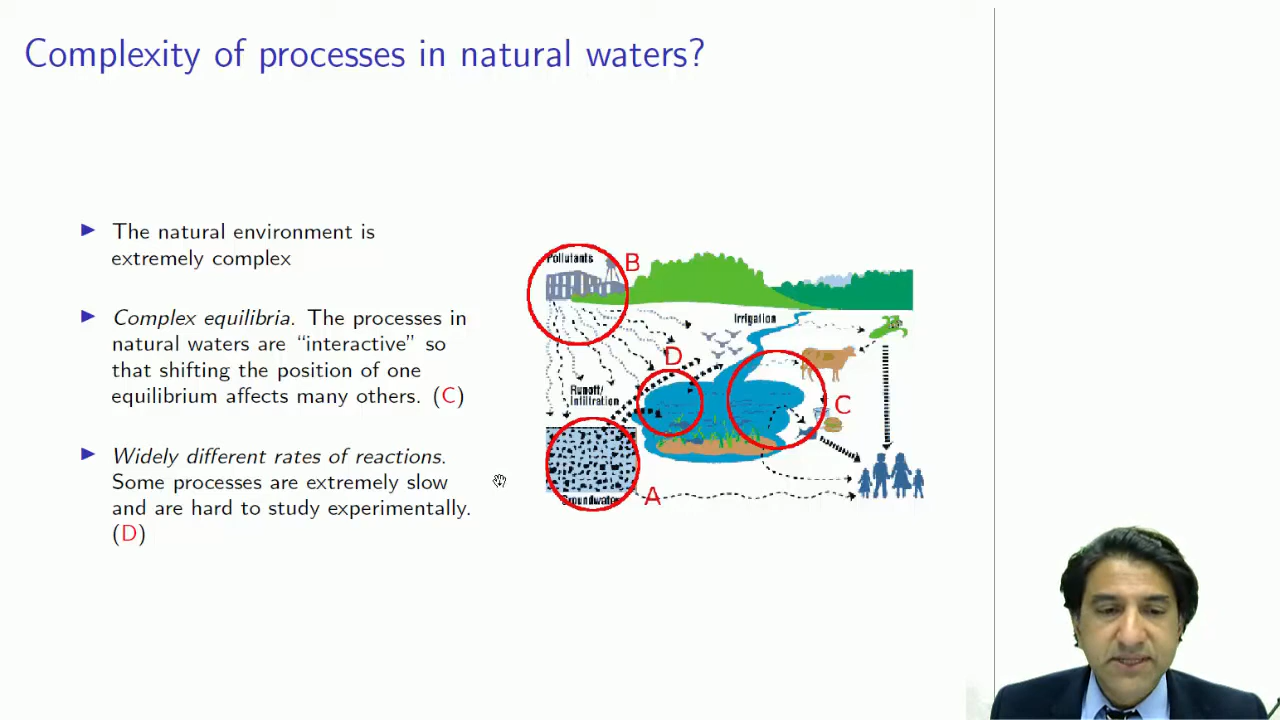 Complexity of processes in natural waters?
The natural environment is
extremely complex
Complex equilibria. The processes in
natural waters are “interactive” so
that shifting the position of one
equilibrium affects many others. (C)
Widely different rates of reactions.
Some processes are extremely slow
and are hard to study experimentally.
(D)
Pollutants
B
Irrigation
D
Runoff/
Infiltration
C
Groundwater
A